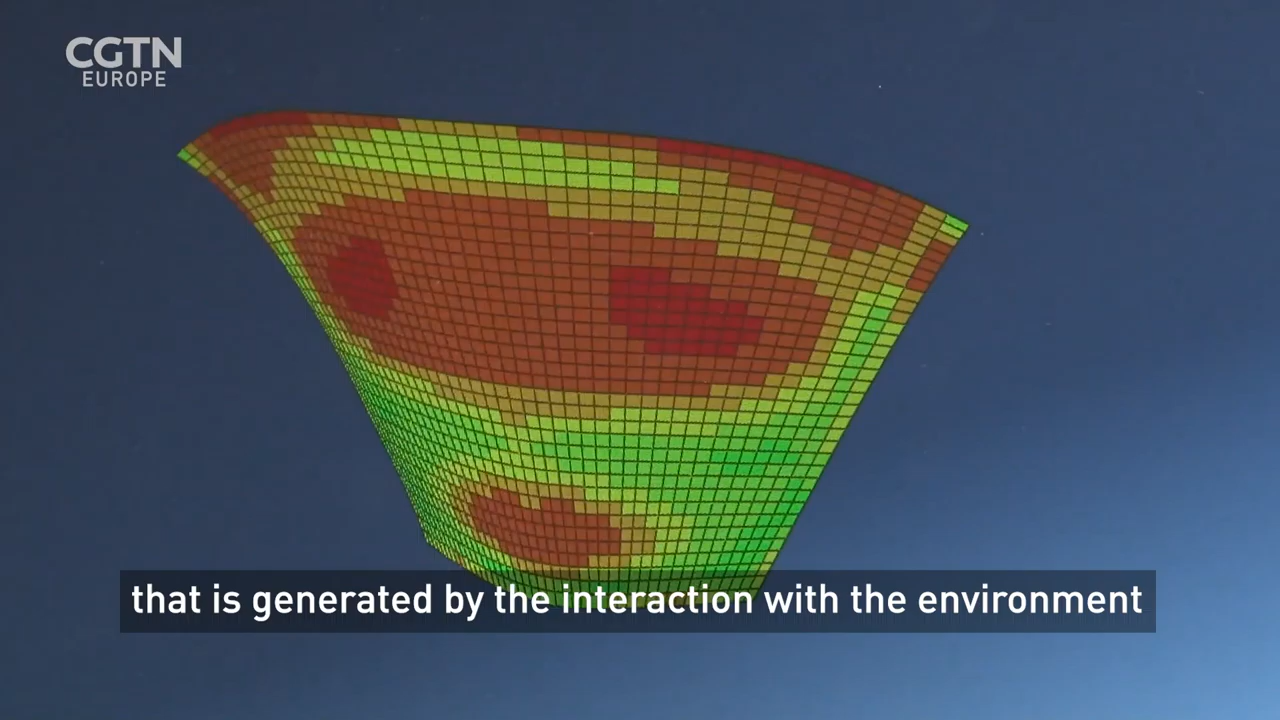 CGTN
EUROPE
that is generated by the interaction with the environment